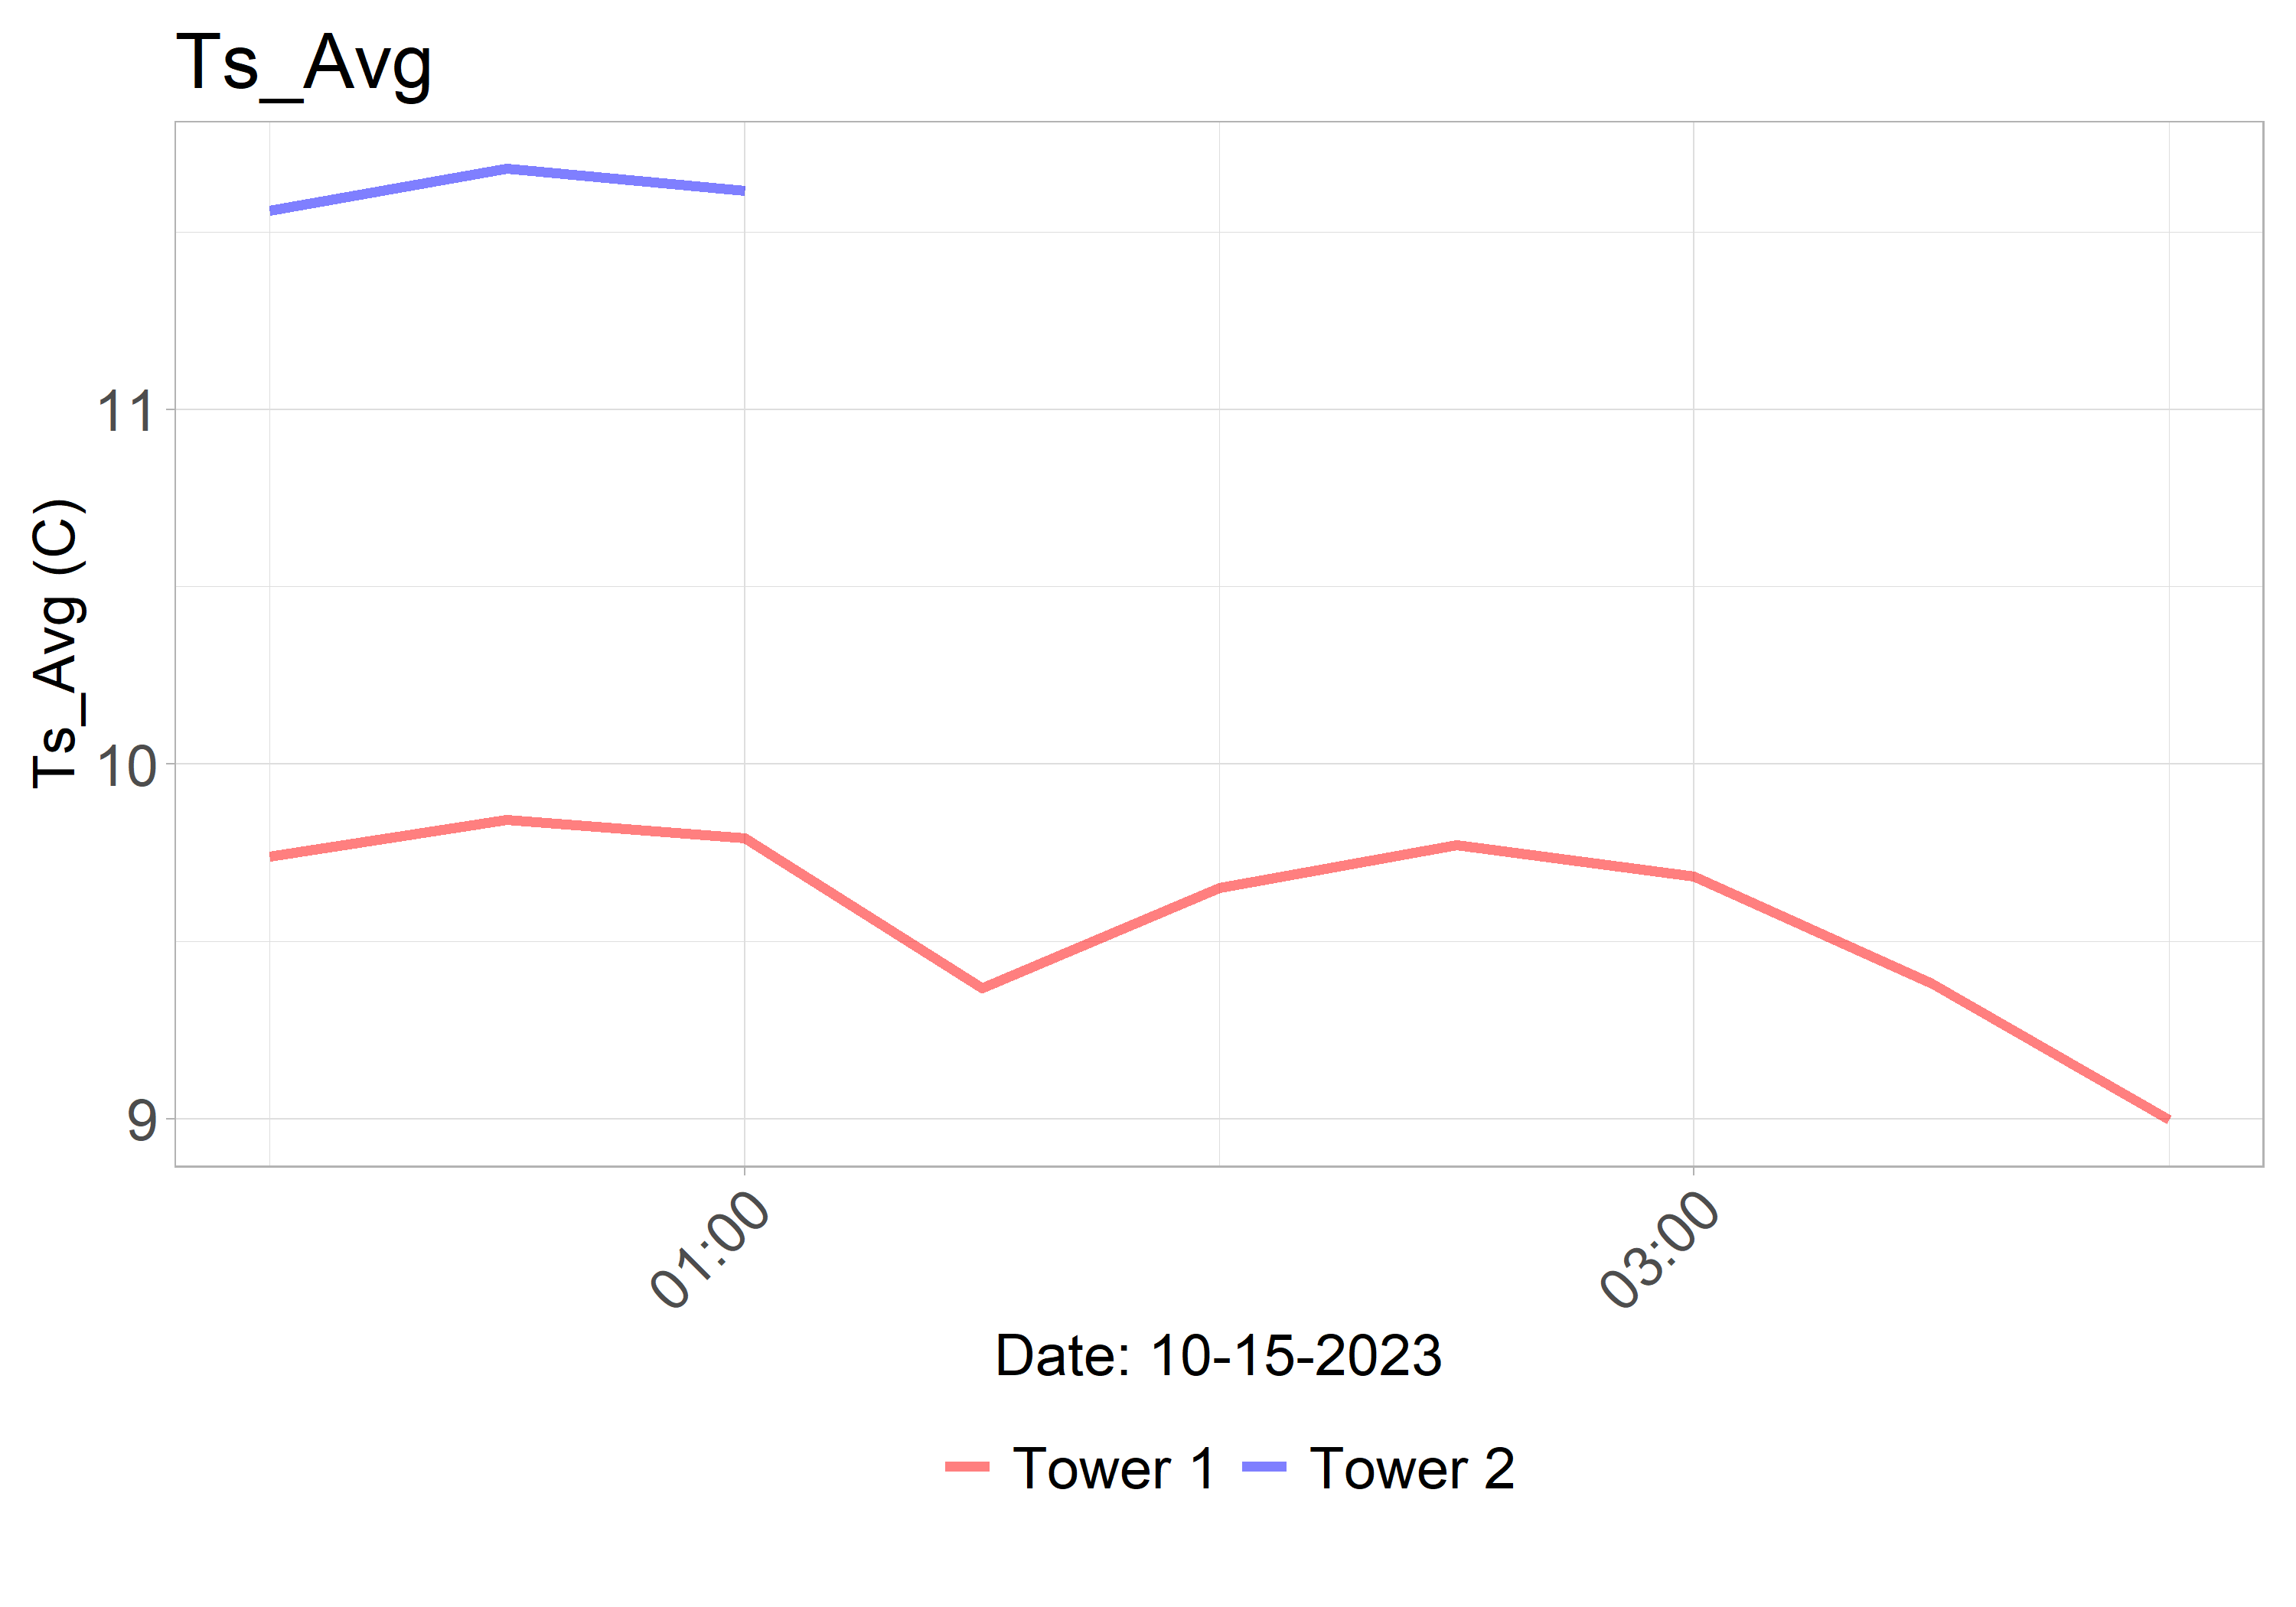 Ts_Avg
Ts_Avg (C)
11
10
9
01:00
03:00
Date: 10-15-2023
Tower 1
Tower 2